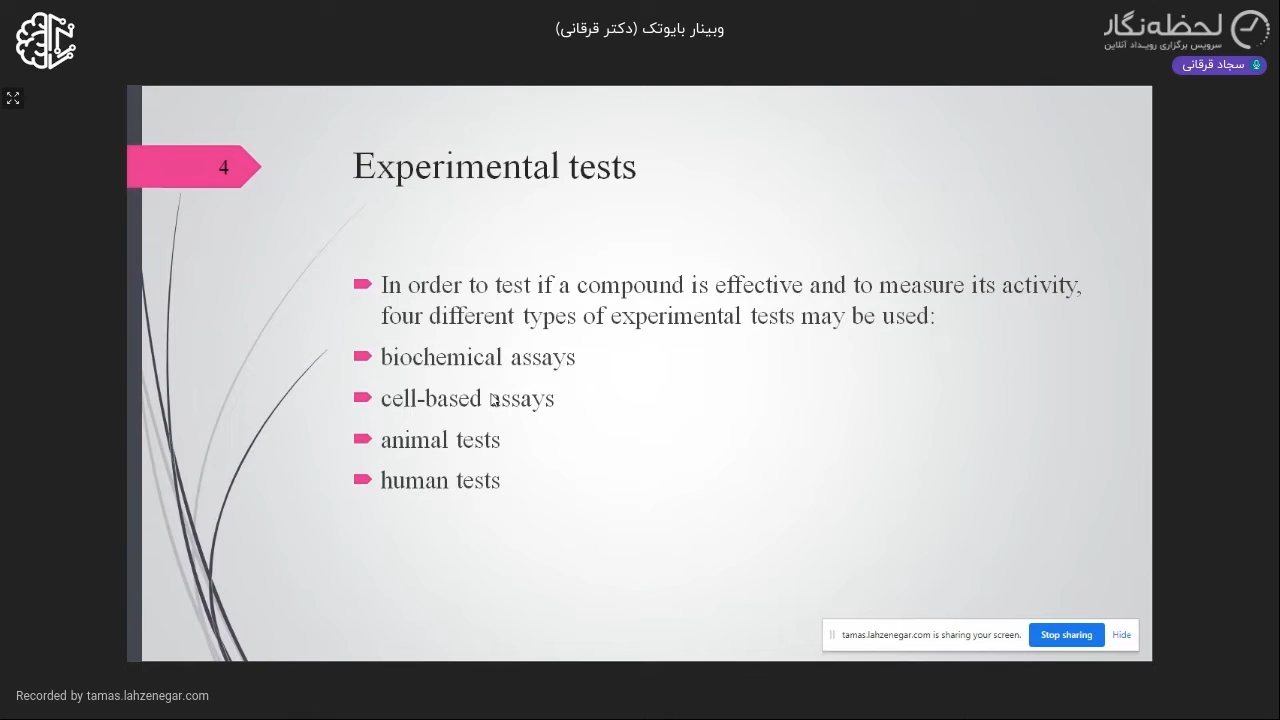 وبینار بایوتک (دکتر قرقانی)
لحظه‌نگار
سرویس برگزاری رویداد آنلاین
سجاد قرقانی
4
Experimental tests
In order to test if a compound is effective and to measure its activity,
four different types of experimental tests may be used:
biochemical assays
cell-based assays
animal tests
human tests
tamas.lahzenegar.com is sharing your screen.
Stop sharing
Hide
Recorded by tamas.lahzenegar.com